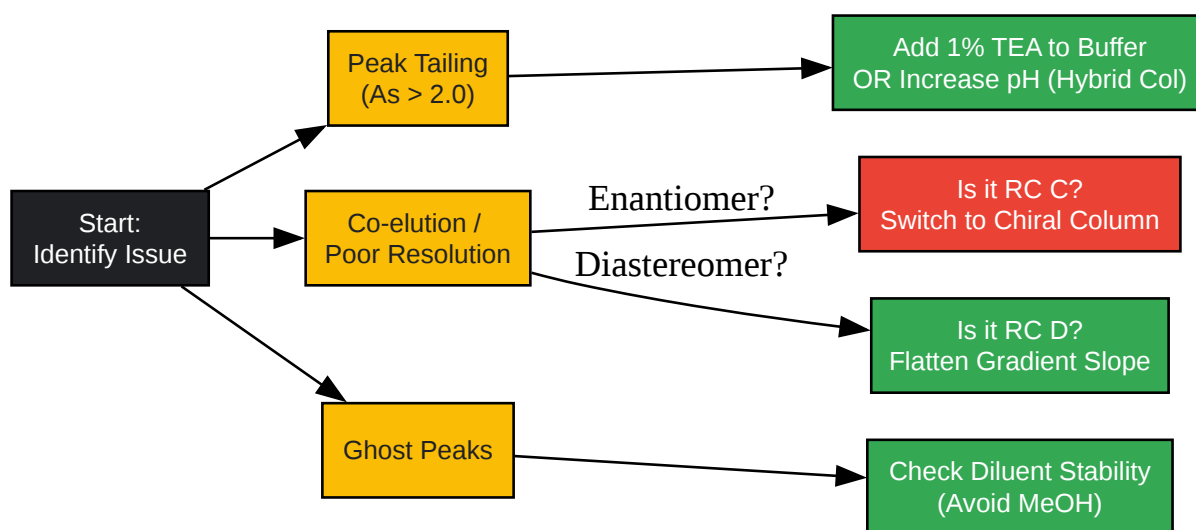 Start:
Identify Issue
Peak Tailing
(As > 2.0)
Add 1% TEA to Buffer
OR Increase pH (Hybrid Col)
Co-elution /
Poor Resolution
Enantiomer?
Is it RC C?
Switch to Chiral Column
Diastereomer?
Is it RC D?
Flatten Gradient Slope
Ghost Peaks
Check Diluent Stability
(Avoid MeOH)